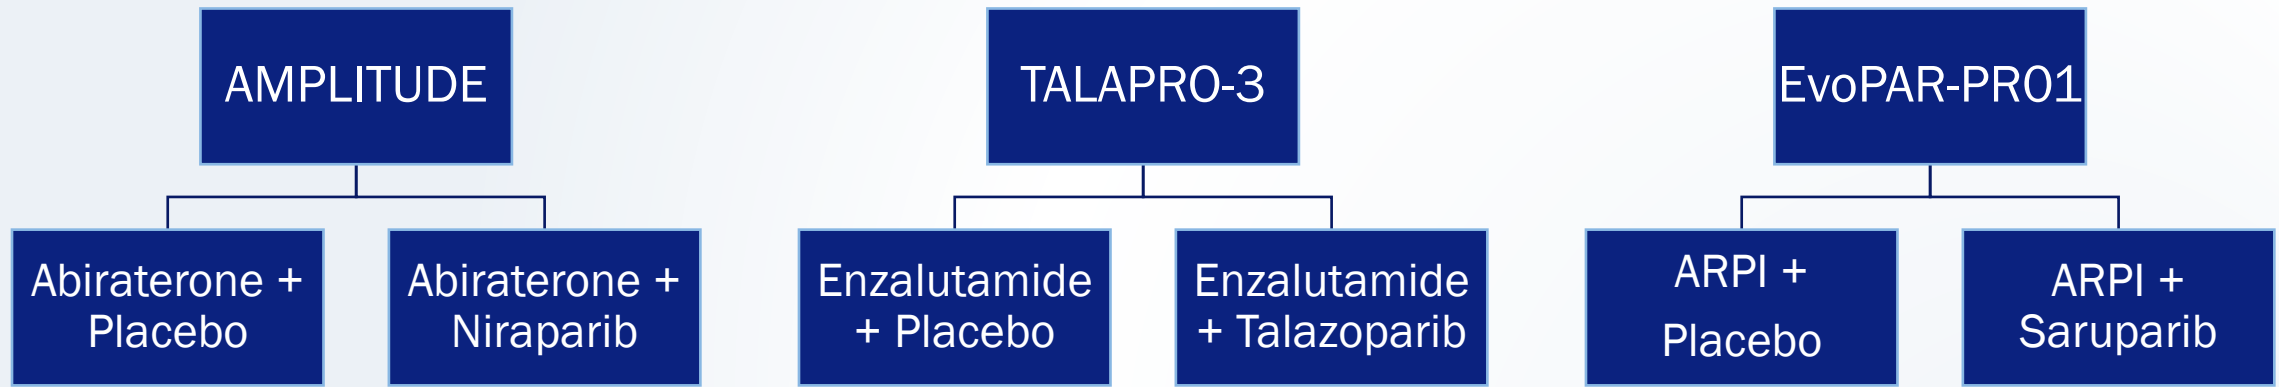 AMPLITUDE
TALAPRO-3
EvoPAR-PR01
Abiraterone +
Placebo
Abiraterone +
Niraparib
Enzalutamide
+ Placebo
Enzalutamide
+ Talazoparib
ARPI +
Placebo
ARPI +
Saruparib